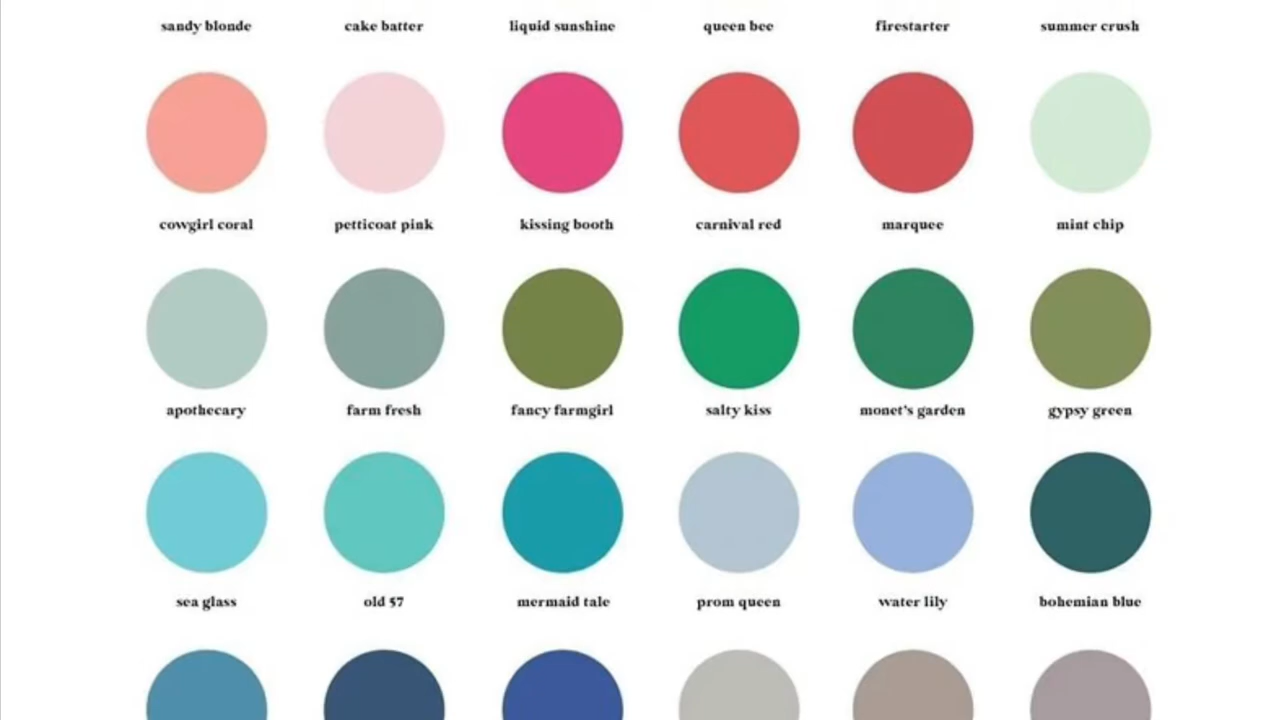 sandy blonde cake batter liquid sunshine queen bee firestarter summer crush
cowgirl coral petticoat pink kissing booth carnival red marquee mint chip
apothecary farm fresh fancy farmgirl salty kiss monet's garden gypsy green
sea glass old 57 mermaid tale prom queen water lily bohemian blue